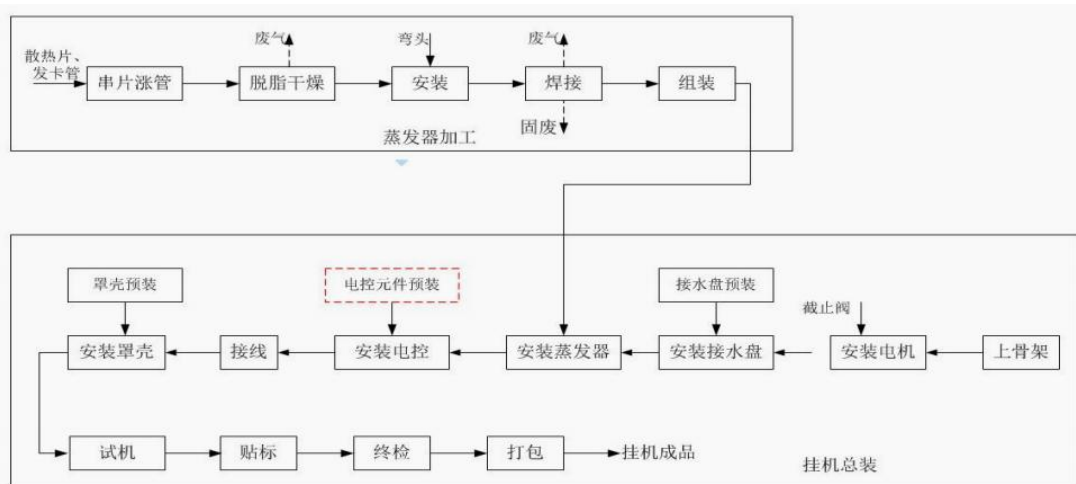 废气
弯头
废气
散热片、
发卡管
串片涨管
脱脂干燥
安装
焊接
组装
固废
蒸发器加工
罩壳预装
电控元件预装
接水盘预装
截止阀
安装罩壳
接线
安装电控
安装蒸发器
安装接水盘
安装电机
上骨架
试机
贴标
终检
打包
挂机成品
挂机总装